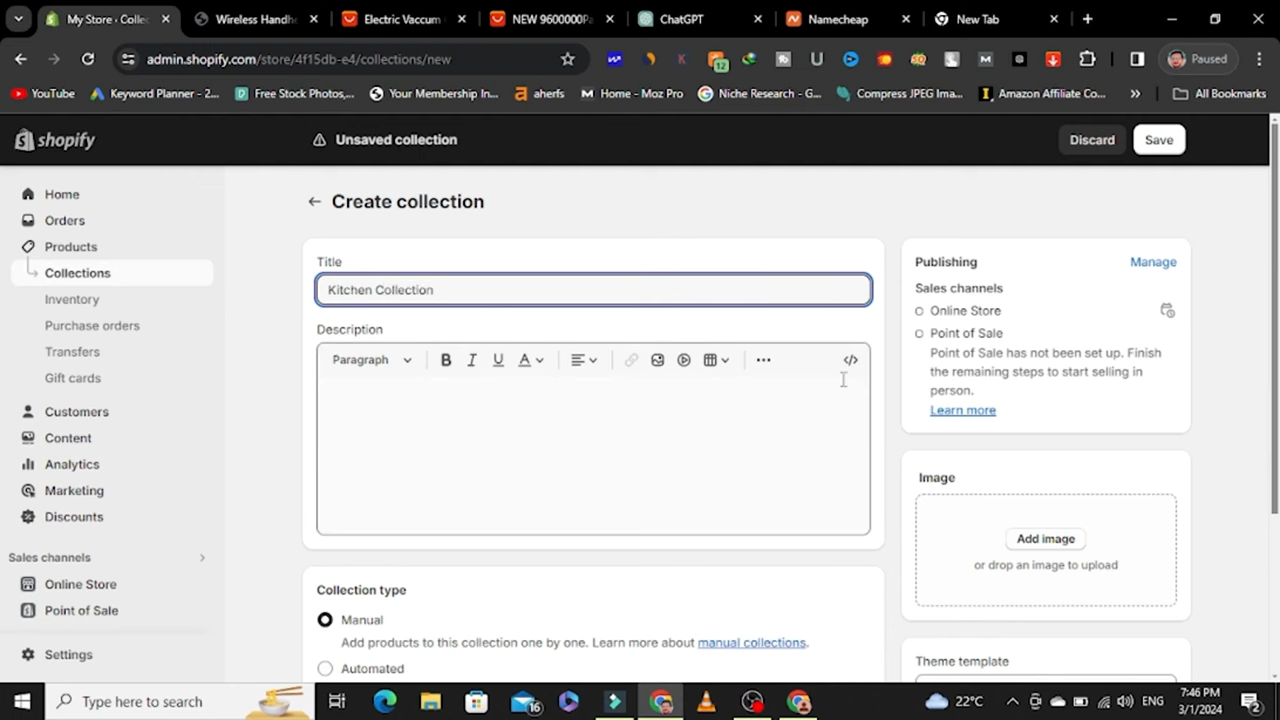 My Store · Collec
Wireless Handh
Electric Vaccum
NEW 9600000Pa
ChatGPT
Namecheap
New Tab
admin.shopify.com/store/4f15db-e4/collections/new
12
Paused
YouTube
Keyword Planner - 2...
Free Stock Photos,...
Your Membership In...
aherfs
Home - Moz Pro
Niche Research - G...
Compress JPEG Imag...
Amazon Affiliate Co...
All Bookmarks
shopify
Unsaved collection
Discard
Save
Home
Orders
Products
Collections
Inventory
Purchase orders
Transfers
Gift cards
Customers
Content
Analytics
Marketing
Discounts
Sales channels
Online Store
Point of Sale
Settings
Create collection
Title
Kitchen Collection
Description
Paragraph
B I U A
Collection type
Manual
Add products to this collection one by one. Learn more about manual collections.
Automated
Publishing
Manage
Sales channels
Online Store
Point of Sale
Point of Sale has not been set up. Finish
the remaining steps to start selling in
person.
Learn more
Image
Add image
or drop an image to upload
Theme template
Type here to search
16
22°C
ENG
7:46 PM
3/1/2024
2